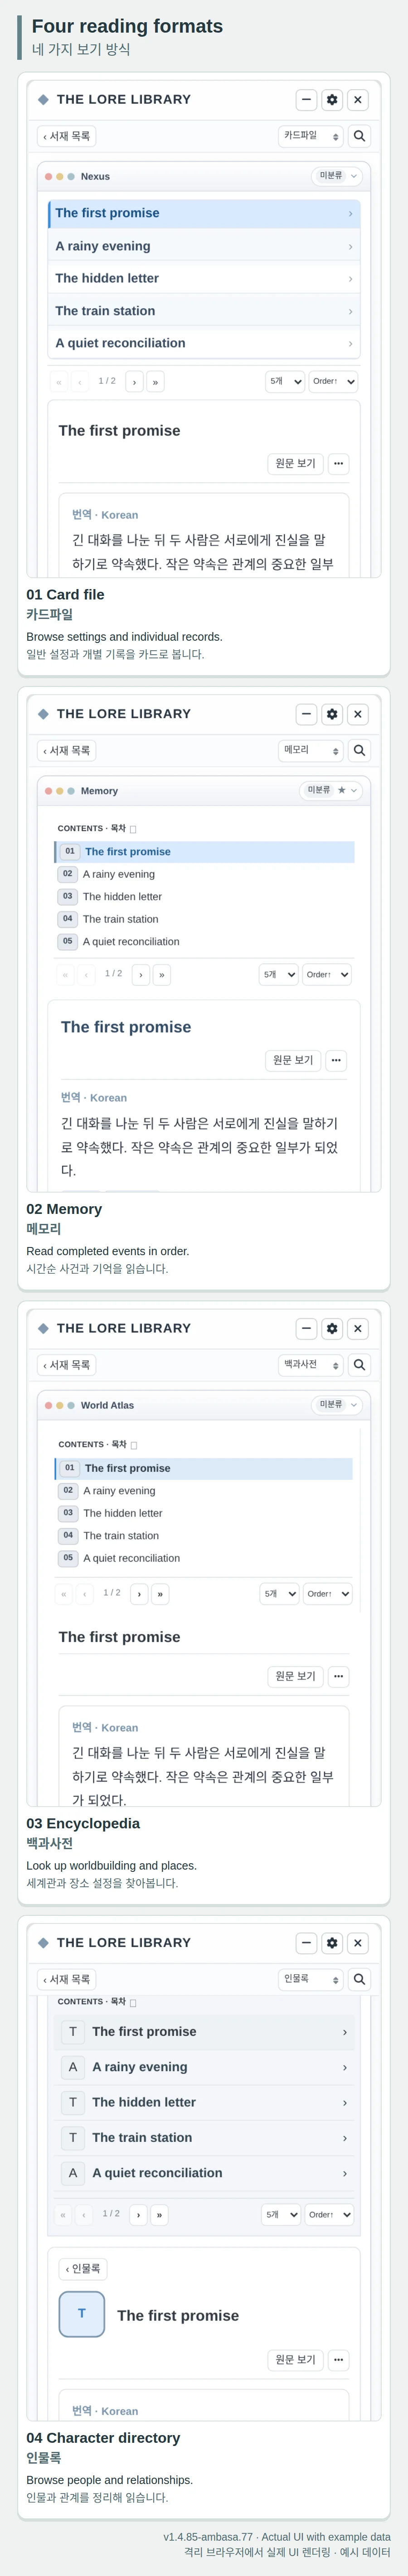 Four reading formats
네 가지 보기 방식
THE LORE LIBRARY
‹ 서재 목록
카드파일
Nexus
미분류
The first promise
A rainy evening
The hidden letter
The train station
A quiet reconciliation
« ‹ 1 / 2 › » 5개 Order↑
The first promise
원문 보기
번역 · Korean
긴 대화를 나눈 뒤 두 사람은 서로에게 진실을 말
하기로 약속했다. 작은 약속은 관계의 중요한 일부
01 Card file
카드파일
Browse settings and individual records.
일반 설정과 개별 기록을 카드로 봅니다.
THE LORE LIBRARY
‹ 서재 목록
메모리
Memory
미분류 ★
CONTENTS · 목차
01 The first promise
02 A rainy evening
03 The hidden letter
04 The train station
05 A quiet reconciliation
« ‹ 1 / 2 › » 5개 Order↑
The first promise
원문 보기
번역 · Korean
긴 대화를 나눈 뒤 두 사람은 서로에게 진실을 말하기
로 약속했다. 작은 약속은 관계의 중요한 일부가 되었
다.
02 Memory
메모리
Read completed events in order.
시간순 사건과 기억을 읽습니다.
THE LORE LIBRARY
‹ 서재 목록
백과사전
World Atlas
미분류
CONTENTS · 목차
01 The first promise
02 A rainy evening
03 The hidden letter
04 The train station
05 A quiet reconciliation
« ‹ 1 / 2 › » 5개 Order↑
The first promise
원문 보기
번역 · Korean
긴 대화를 나눈 뒤 두 사람은 서로에게 진실을 말
하기로 약속했다. 작은 약속은 관계의 중요한 일부
가 되었다.
03 Encyclopedia
백과사전
Look up worldbuilding and places.
세계관과 장소 설정을 찾아봅니다.
THE LORE LIBRARY
‹ 서재 목록
인물록
CONTENTS · 목차
T The first promise
A A rainy evening
T The hidden letter
T The train station
A A quiet reconciliation
« ‹ 1 / 2 › » 5개 Order↑
‹ 인물록
T The first promise
원문 보기
번역 · Korean
04 Character directory
인물록
Browse people and relationships.
인물과 관계를 정리해 읽습니다.
v1.4.85-ambasa.77 · Actual UI with example data
격리 브라우저에서 실제 UI 렌더링 · 예시 데이터